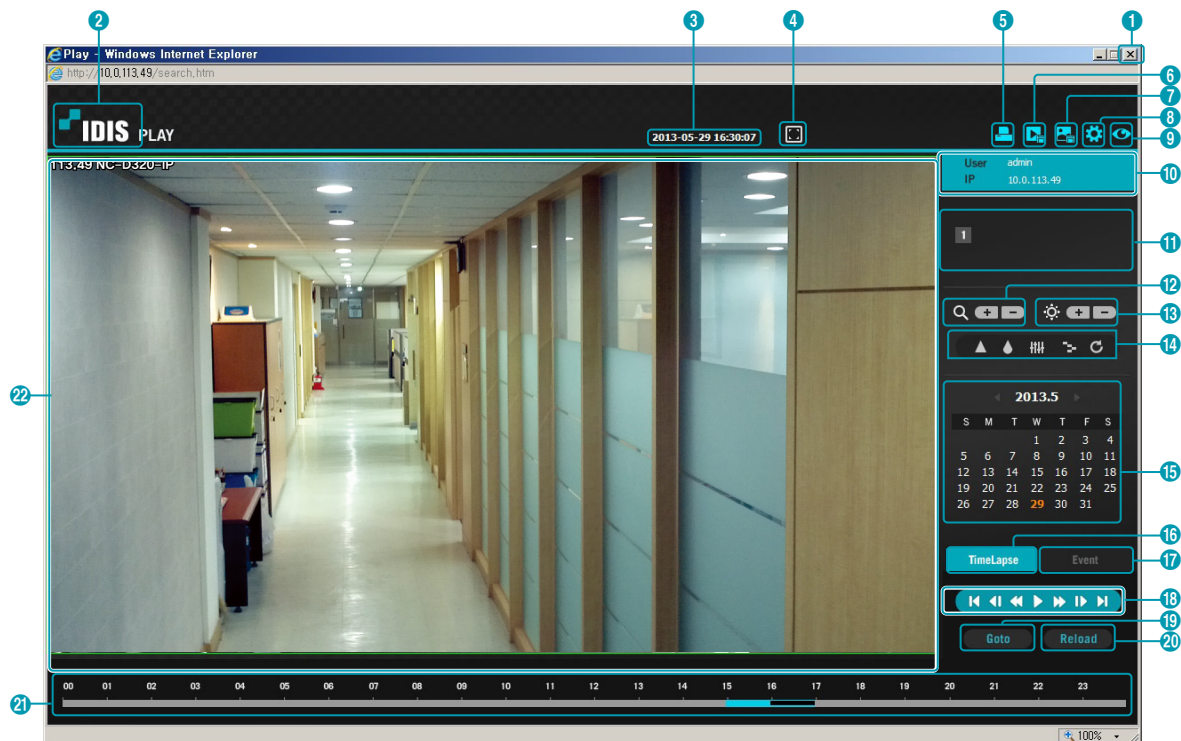 2 3 4 5 1
Play - Windows Internet Explorer
http://10,0,113,49/search,htm
6
7
8
9
IDIS PLAY
2013-05-29 16:30:07
113,49 NC-D320-IP
User admin
IP 10.0.113.49
10
1
11
12
13
14
2013.5
S M T W T F S
1 2 3 4
5 6 7 8 9 10 11
12 13 14 15 16 17 18
19 20 21 22 23 24 25
26 27 28 29 30 31
15
22
16
TimeLapse Event
17
18
19
Goto Reload
20
00 01 02 03 04 05 06 07 08 09 10 11 12 13 14 15 16 17 18 19 20 21 22 23
21
100%